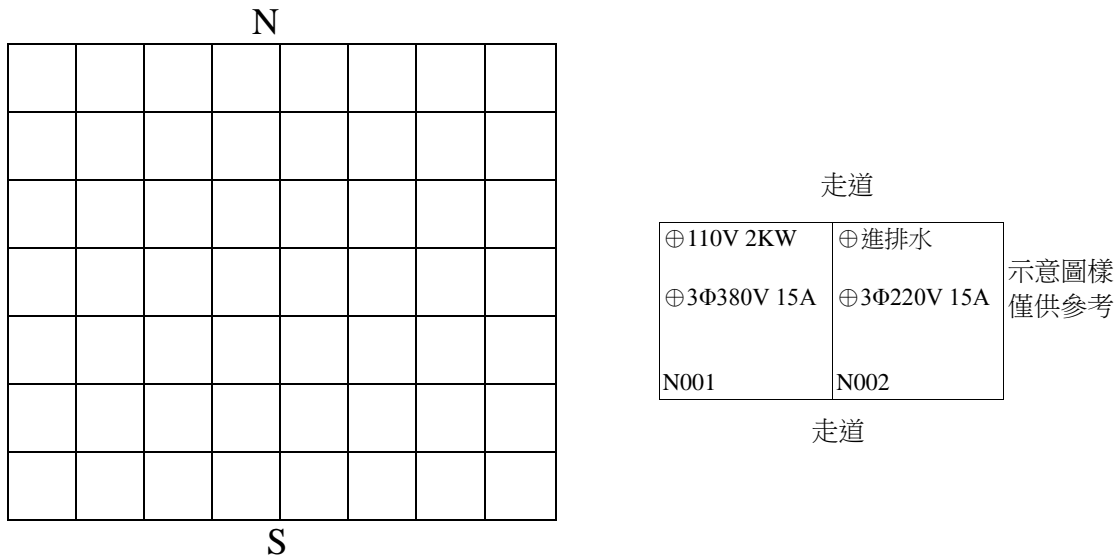 N
S
走道
⊕110V 2KW
⊕進排水
⊕3Φ380V 15A
⊕3Φ220V 15A
N001
N002
走道
示意圖樣
僅供參考